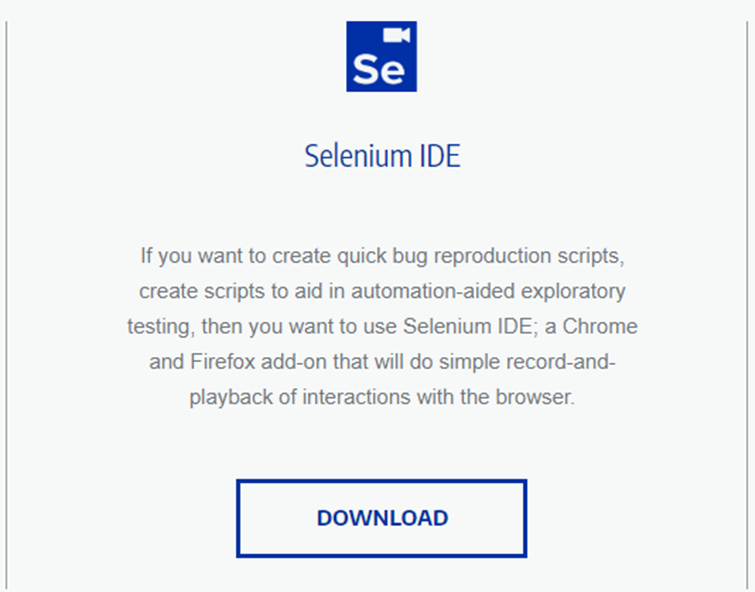 Se
Selenium IDE
If you want to create quick bug reproduction scripts,
create scripts to aid in automation-aided exploratory
testing, then you want to use Selenium IDE; a Chrome
and Firefox add-on that will do simple record-and-
playback of interactions with the browser.
DOWNLOAD